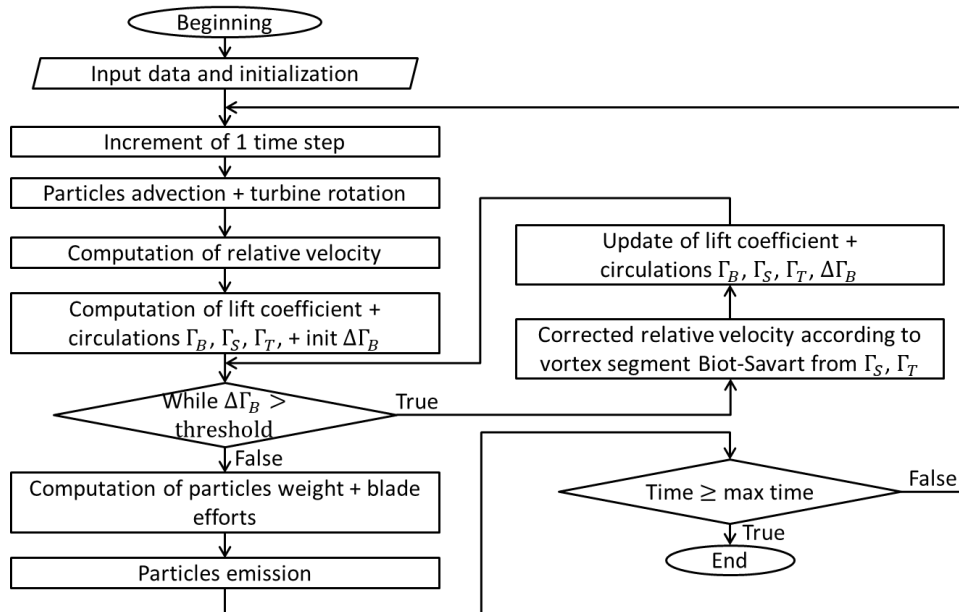 Beginning
Input data and initialization
Increment of 1 time step
Particles advection + turbine rotation
Computation of relative velocity
Computation of lift coefficient +
circulations Γ_B, Γ_S, Γ_T, + init ΔΓ_B
While ΔΓ_B >
threshold
True
False
Computation of particles weight + blade
efforts
Particles emission
Update of lift coefficient +
circulations Γ_B, Γ_S, Γ_T, ΔΓ_B
Corrected relative velocity according to
vortex segment Biot-Savart from Γ_S, Γ_T
Time ≥ max time
False
True
End